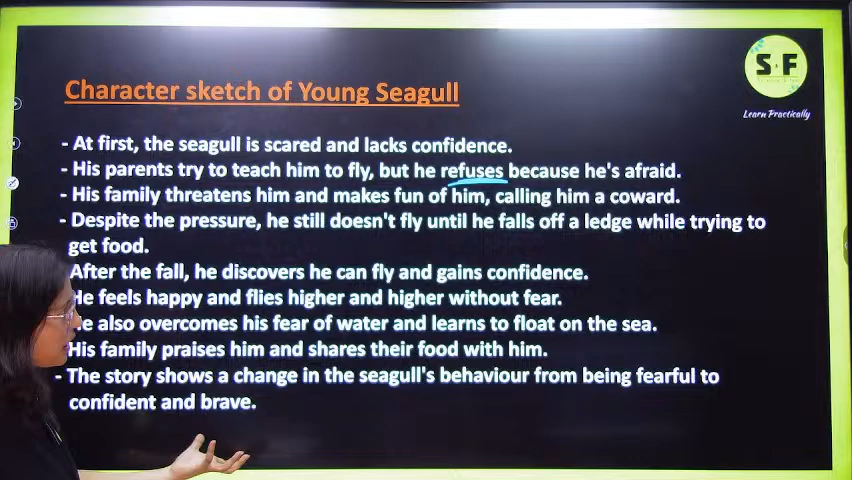 S F
Learn Practically
Character sketch of Young Seagull
- At first, the seagull is scared and lacks confidence.
- His parents try to teach him to fly, but he refuses because he's afraid.
- His family threatens him and makes fun of him, calling him a coward.
- Despite the pressure, he still doesn't fly until he falls off a ledge while trying to
get food.
After the fall, he discovers he can fly and gains confidence.
He feels happy and flies higher and higher without fear.
He also overcomes his fear of water and learns to float on the sea.
His family praises him and shares their food with him.
- The story shows a change in the seagull's behaviour from being fearful to
confident and brave.